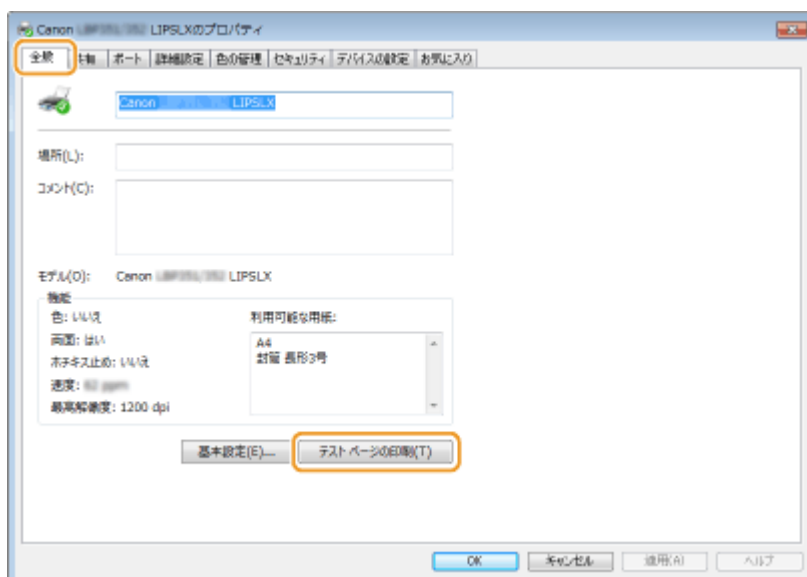 Canon LIPSLXのプロパティ
全般 共有 ポート 詳細設定 色の管理 セキュリティ デバイスの設定 お気に入り
Canon LIPSLX
場所(L):
コメント(C):
モデル(O): Canon LIPSLX
機能
色: いいえ
両面: はい
ホチキス止め: いいえ
速度: ppm
最高解像度: 1200 dpi
利用可能な用紙:
A4
封筒 長形3号
基本設定(E)... テスト ページの印刷(T)
OK キャンセル 適用(A) ヘルプ